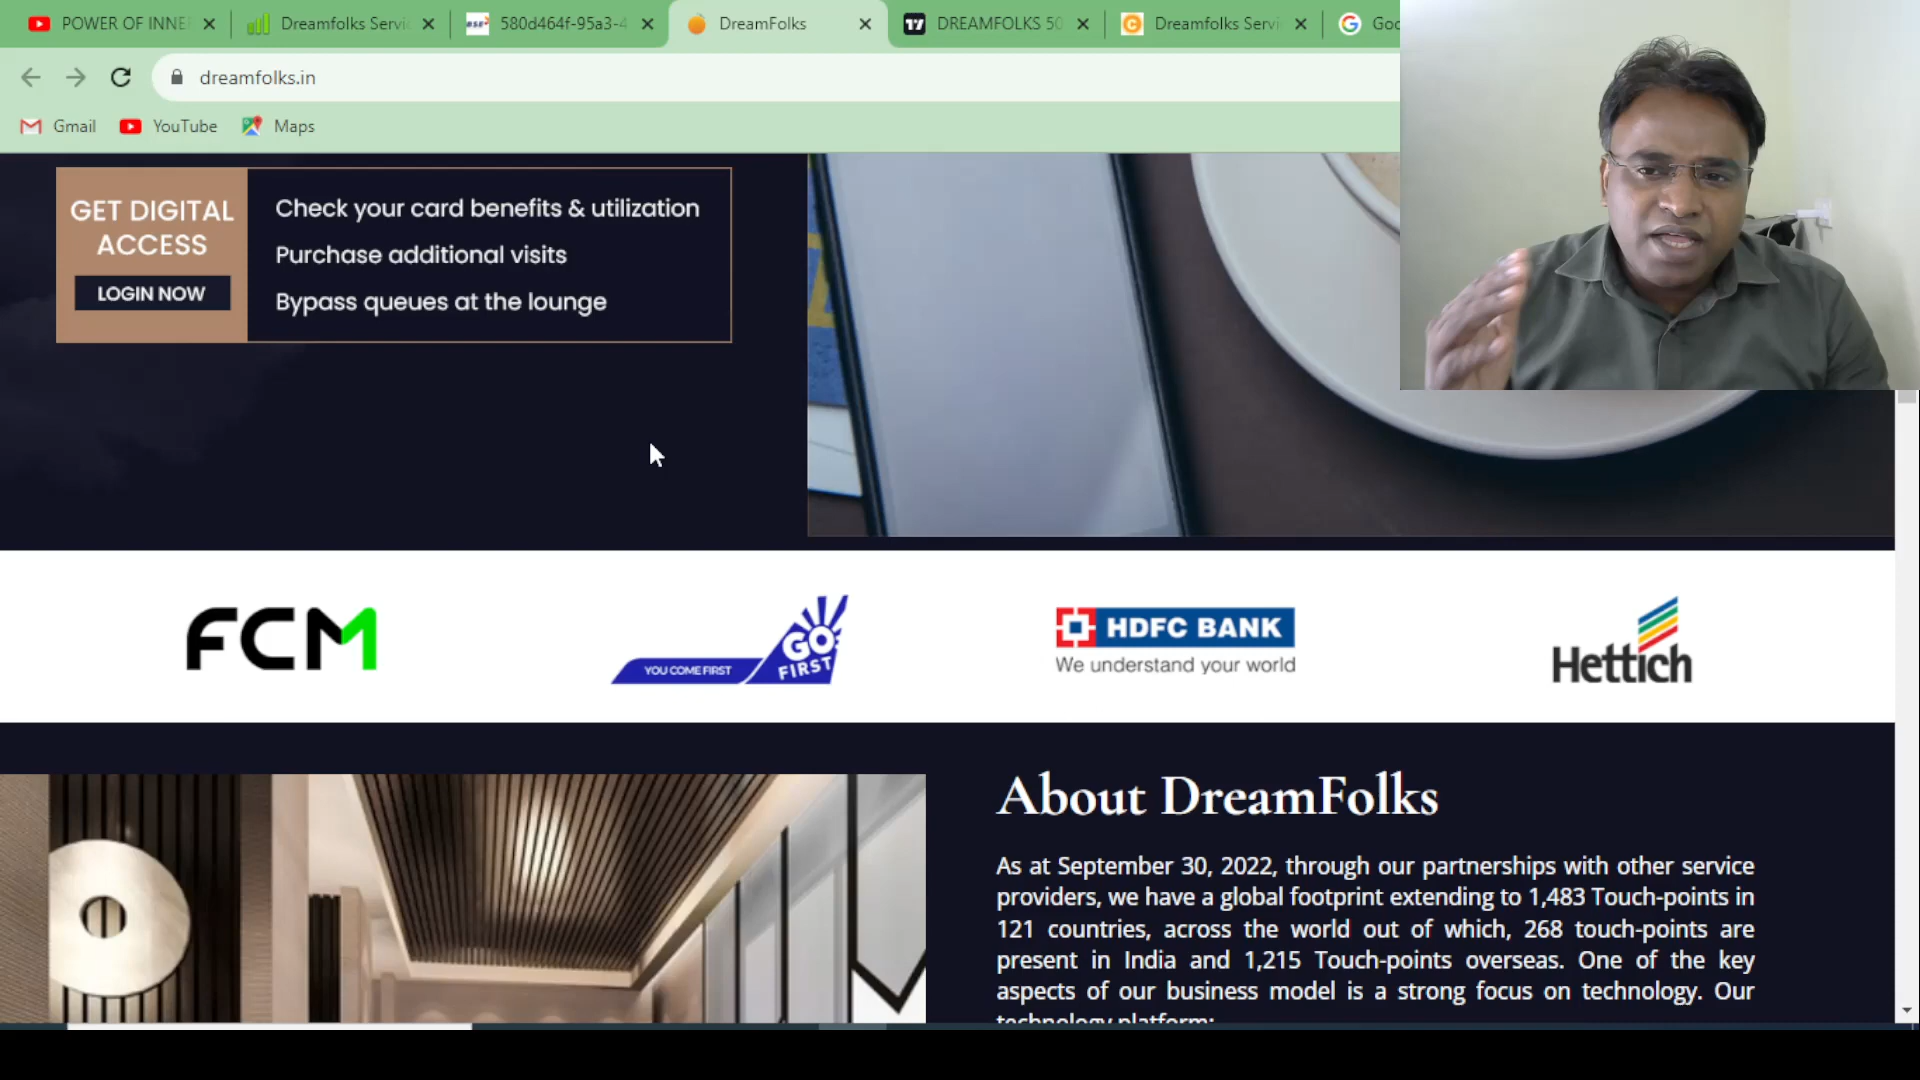 POWER OF INNE
Dreamfolks Servi
BSE
580d464f-95a3-4
DreamFolks
DREAMFOLKS 50
Dreamfolks Servi
Goo
dreamfolks.in
Gmail
YouTube
Maps
GET DIGITAL
ACCESS
LOGIN NOW
Check your card benefits & utilization
Purchase additional visits
Bypass queues at the lounge
FCM
YOU COME FIRST
GO
FIRST
HDFC BANK
We understand your world
Hettich
About DreamFolks
As at September 30, 2022, through our partnerships with other service
providers, we have a global footprint extending to 1,483 Touch-points in
121 countries, across the world out of which, 268 touch-points are
present in India and 1,215 Touch-points overseas. One of the key
aspects of our business model is a strong focus on technology. Our
technology platform: